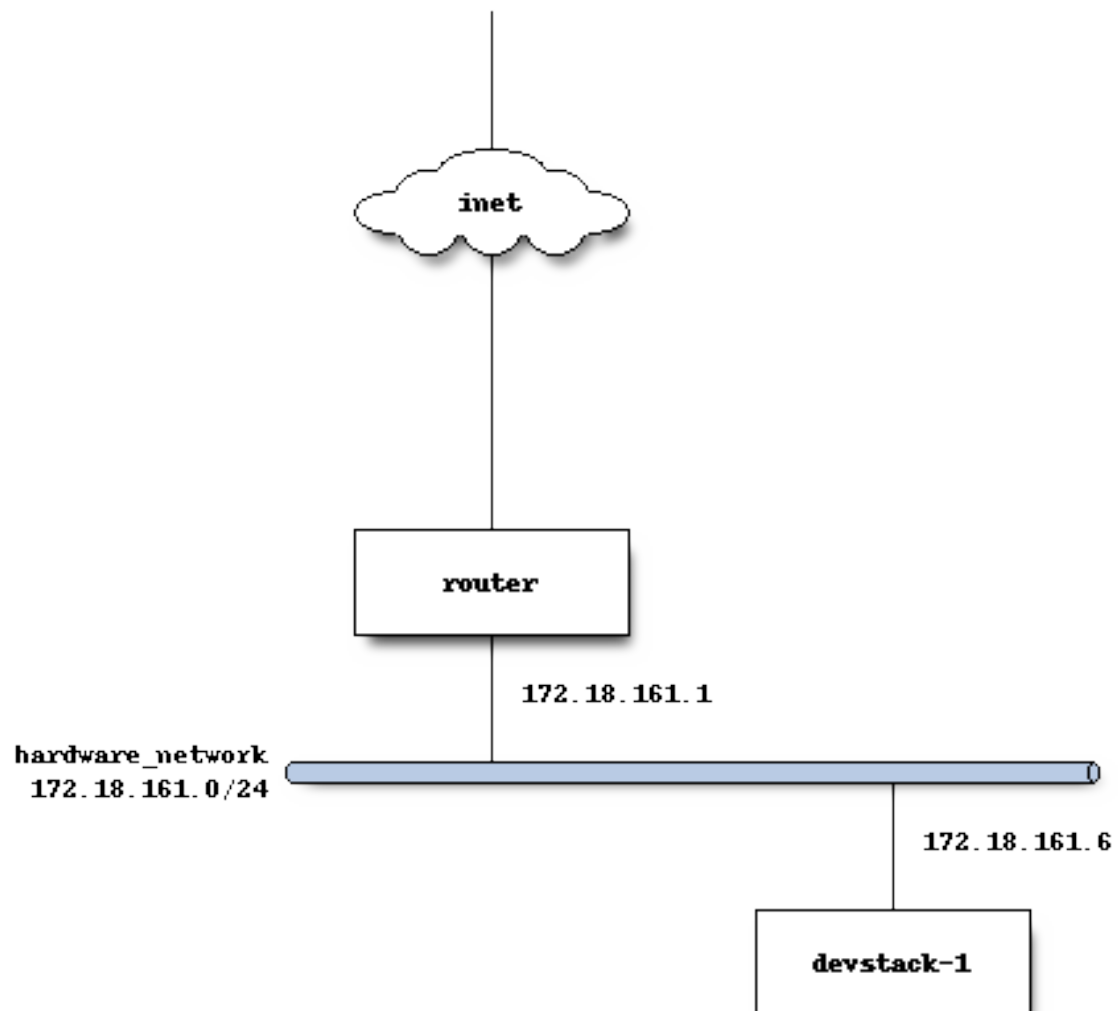 inet
router
172.18.161.1
hardware_network
172.18.161.0/24
172.18.161.6
devstack-1